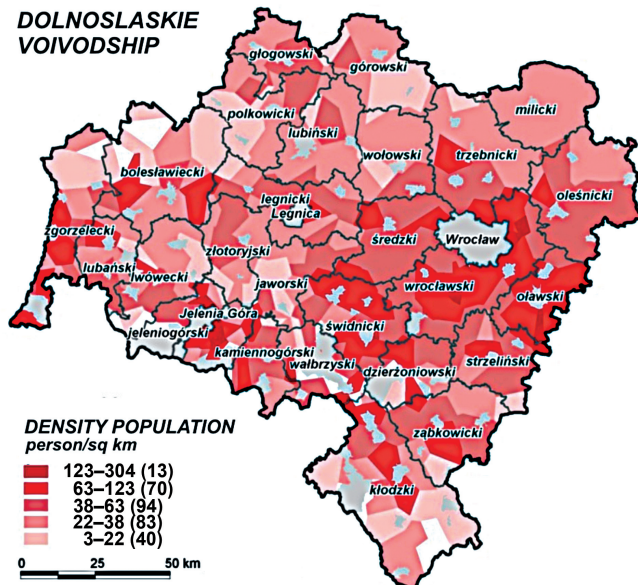 DOLNOSLASKIE
VOIVODSHIP
głogowski
górowski
milicki
polkowicki
lubiński
wołowski
trzebnicki
bolesławiecki
oleśnicki
legnicki
Legnica
zgorzelecki
średzki
Wrocław
lubański
lwówecki
złotoryjski
jaworski
wrocławski
oławski
Jelenia Góra
jeleniogórski
świdnicki
kamiennogórski
wałbrzyski
dzierżoniowski
strzeliński
ząbkowicki
kłodzki
DENSITY POPULATION
person/sq km
123–304 (13)
63–123 (70)
38–63 (94)
22–38 (83)
3–22 (40)
0 25 50 km